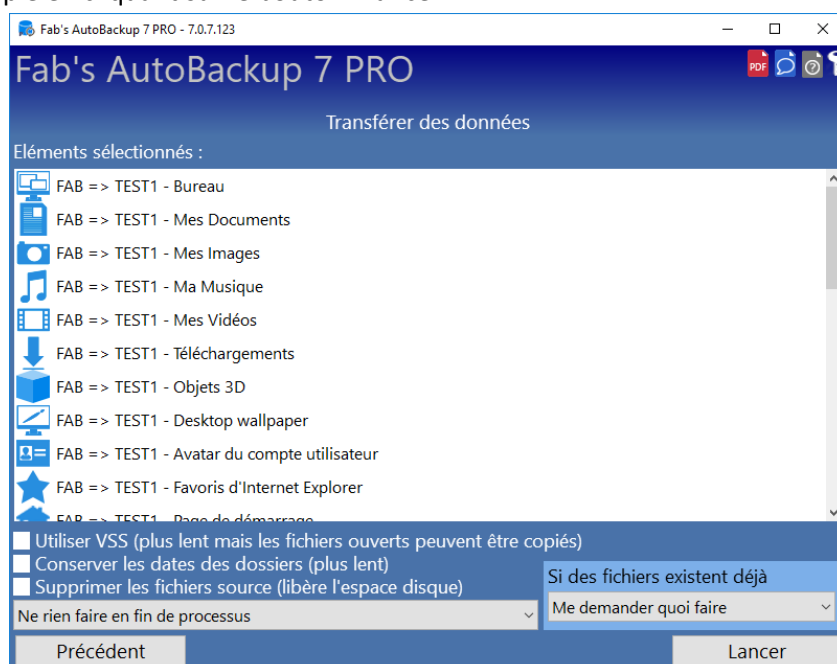 Fab's AutoBackup 7 PRO - 7.0.7.123
Fab's AutoBackup 7 PRO
PDF
Transférer des données
Eléments sélectionnés :
FAB => TEST1 - Bureau
FAB => TEST1 - Mes Documents
FAB => TEST1 - Mes Images
FAB => TEST1 - Ma Musique
FAB => TEST1 - Mes Vidéos
FAB => TEST1 - Téléchargements
FAB => TEST1 - Objets 3D
FAB => TEST1 - Desktop wallpaper
FAB => TEST1 - Avatar du compte utilisateur
FAB => TEST1 - Favoris d'Internet Explorer
FAB => TEST1 - Page de démarrage
Utiliser VSS (plus lent mais les fichiers ouverts peuvent être copiés)
Conserver les dates des dossiers (plus lent)
Supprimer les fichiers source (libère l'espace disque)
Si des fichiers existent déjà
Ne rien faire en fin de processus
Me demander quoi faire
Précédent
Lancer